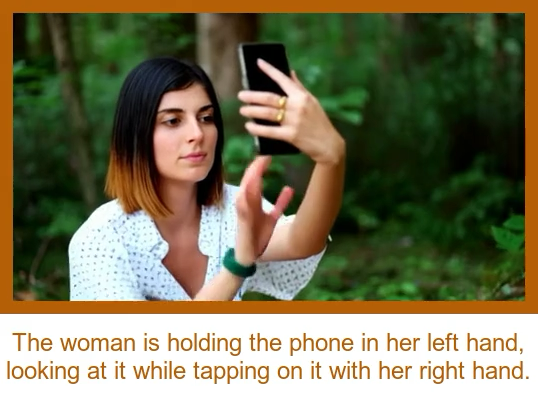 The woman is holding the phone in her left hand,
looking at it while tapping on it with her right hand.